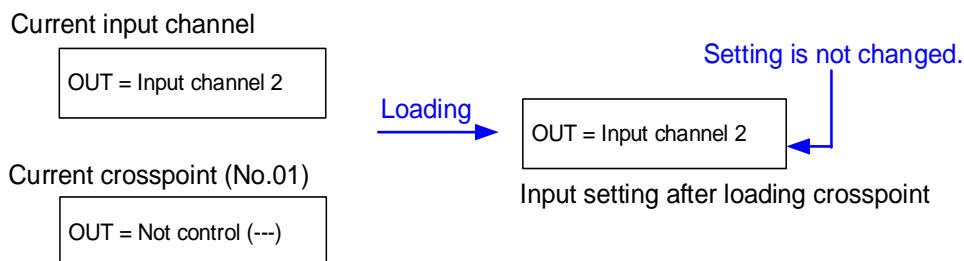 Current input channel
OUT = Input channel 2
Setting is not changed.
Loading
OUT = Input channel 2
Current crosspoint (No.01)
Input setting after loading crosspoint
OUT = Not control (---)